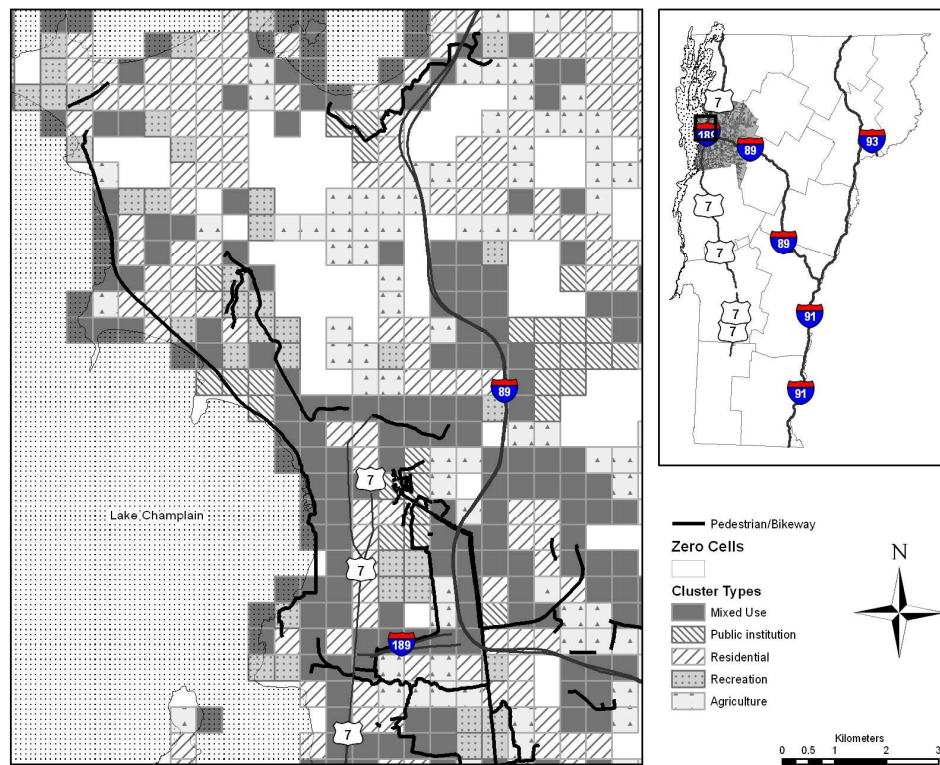 Lake Champlain
89
7
7
189
7
7
189
89
93
7
7
89
7
7
91
91
Pedestrian/Bikeway
Zero Cells
Cluster Types
Mixed Use
Public institution
Residential
Recreation
Agriculture
N
Kilometers
0 0.5 1 2 3